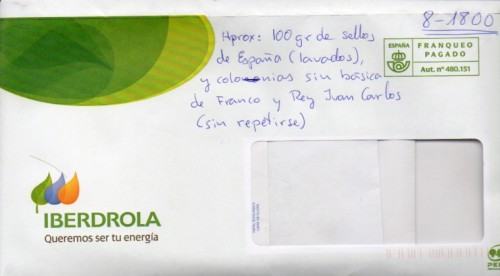 8-1800
Aprox: 100 gr de sellos
de España (lavados),
y colonias sin básica
de Franco y Rey Juan Carlos
(sin repetirse)
ESPAÑA
FRANQUEO
PAGADO
Aut. nº 480.151
IBERDROLA
Queremos ser tu energía